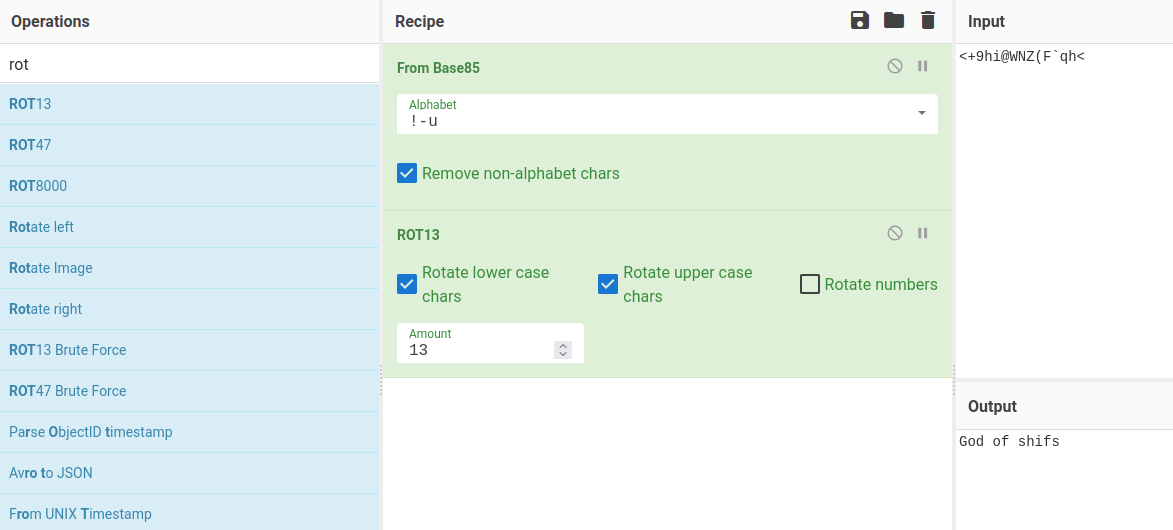 Operations
rot
ROT13
ROT47
ROT8000
Rotate left
Rotate Image
Rotate right
ROT13 Brute Force
ROT47 Brute Force
Parse ObjectID timestamp
Avro to JSON
From UNIX Timestamp
Recipe
From Base85
Alphabet
!-u
Remove non-alphabet chars
ROT13
Rotate lower case
chars
Rotate upper case
chars
Rotate numbers
Amount
13
Input
<+9hi@WNZ(F`qh<
Output
God of shifs